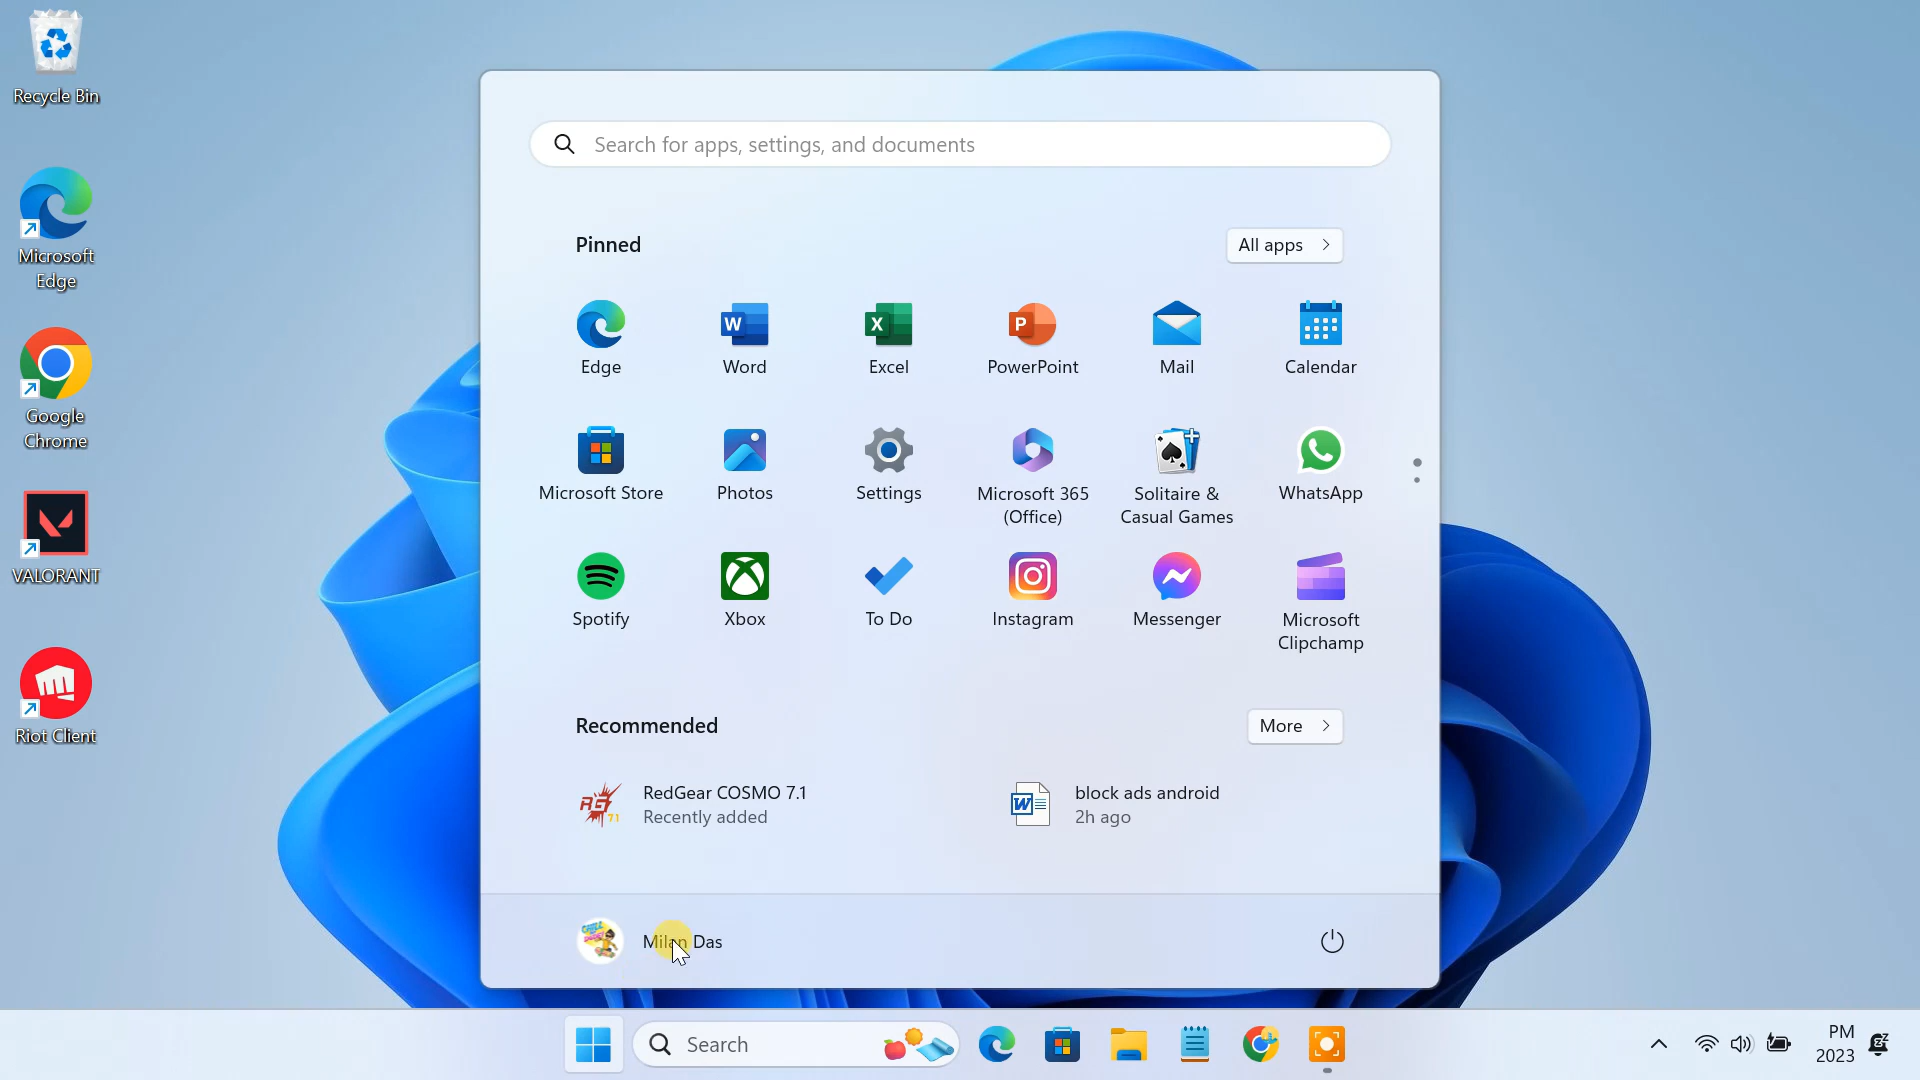 Recycle Bin
Microsoft
Edge
Google
Chrome
VALORANT
Riot Client
Search for apps, settings, and documents
Pinned
All apps
Edge
Word
Excel
PowerPoint
Mail
Calendar
Microsoft Store
Photos
Settings
Microsoft 365
(Office)
Solitaire &
Casual Games
WhatsApp
Spotify
Xbox
To Do
Instagram
Messenger
Microsoft
Clipchamp
Recommended
More
RedGear COSMO 7.1
Recently added
block ads android
2h ago
Milan Das
Search
PM
2023